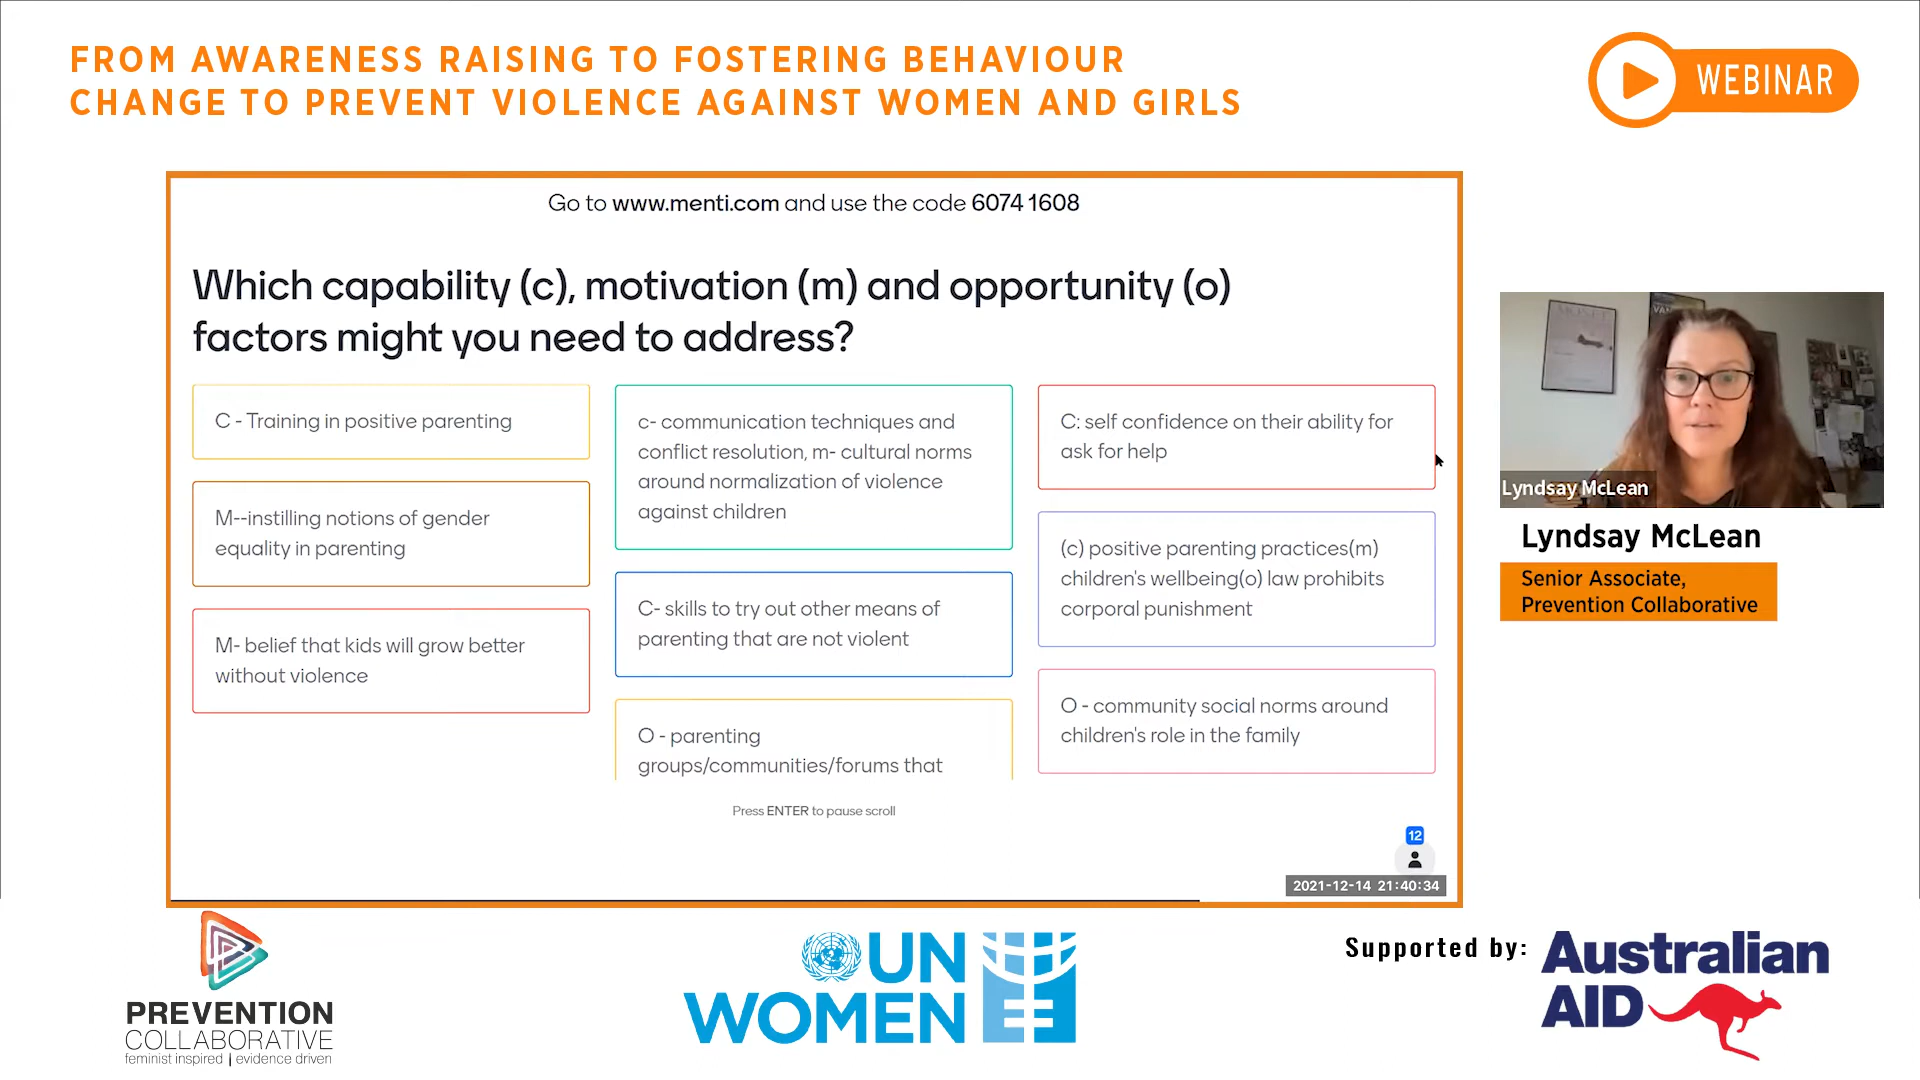 FROM AWARENESS RAISING TO FOSTERING BEHAVIOUR
CHANGE TO PREVENT VIOLENCE AGAINST WOMEN AND GIRLS
WEBINAR
Go to www.menti.com and use the code 6074 1608
Which capability (c), motivation (m) and opportunity (o)
factors might you need to address?
C - Training in positive parenting
M--instilling notions of gender
equality in parenting
M- belief that kids will grow better
without violence
c- communication techniques and
conflict resolution, m- cultural norms
around normalization of violence
against children
C- skills to try out other means of
parenting that are not violent
O - parenting
groups/communities/forums that
C: self confidence on their ability for
ask for help
(c) positive parenting practices(m)
children's wellbeing(o) law prohibits
corporal punishment
O - community social norms around
children's role in the family
Press ENTER to pause scroll
12
2021-12-14 21:40:34
Lyndsay McLean
Lyndsay McLean
Senior Associate,
Prevention Collaborative
PREVENTION
COLLABORATIVE
feminist inspired | evidence driven
UN
WOMEN
Supported by:
Australian
AID